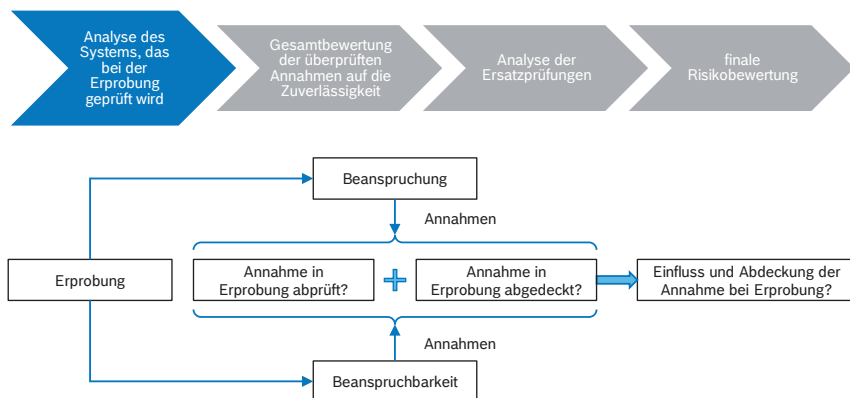 Analyse des
Systems, das
bei der
Erprobung
geprüft wird
Gesamtbewertung
der überprüften
Annahmen auf die
Zuverlässigkeit
Analyse der
Ersatzprüfungen
finale
Risikobewertung
Beanspruchung
Annahmen
Erprobung
Annahme in
Erprobung abprüft?
Annahme in
Erprobung abgedeckt?
Einfluss und Abdeckung der
Annahme bei Erprobung?
Annahmen
Beanspruchbarkeit